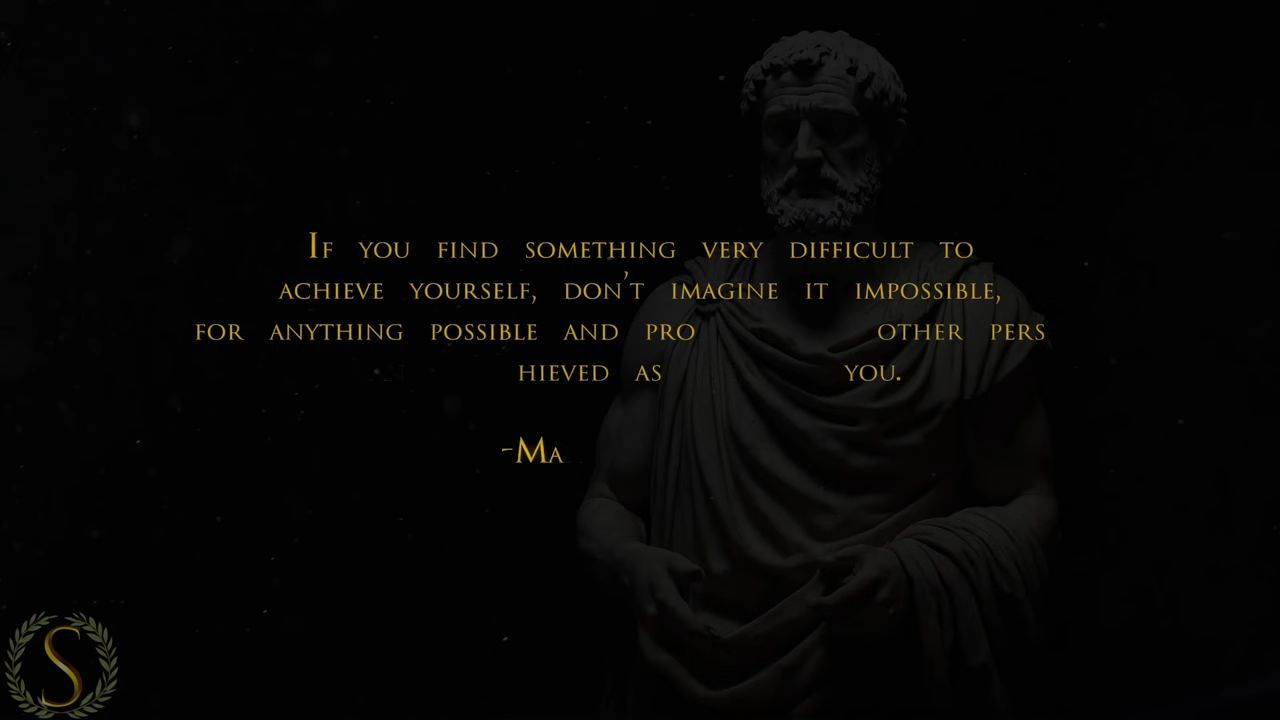 If you find something very difficult to
achieve yourself, don't imagine it impossible,
for anything possible and pro other pers
hieved as you.
-Ma
S